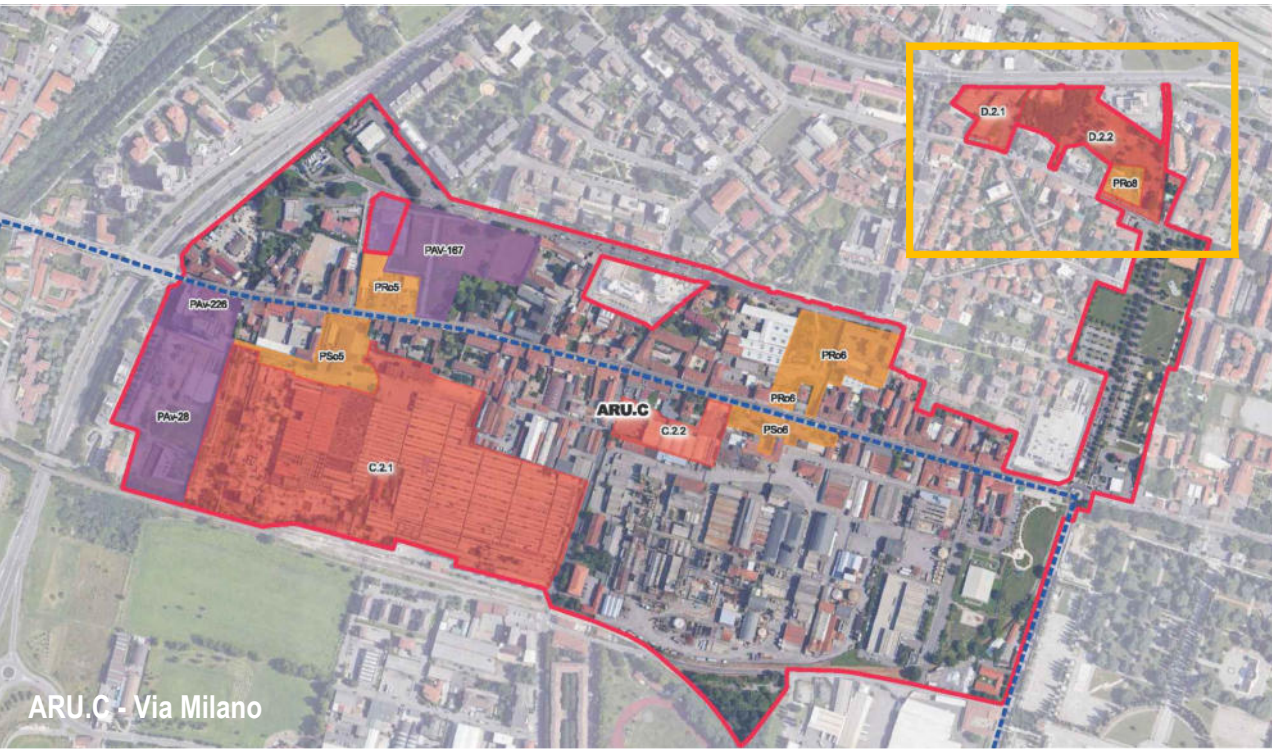 D.2.1
D.2.2
PRo8
PAV-167
PRo5
PAv-226
PSo5
PRo6
PRo6
ARU.C
C.2.2
PSo6
PAv-28
C.2.1
ARU.C - Via Milano